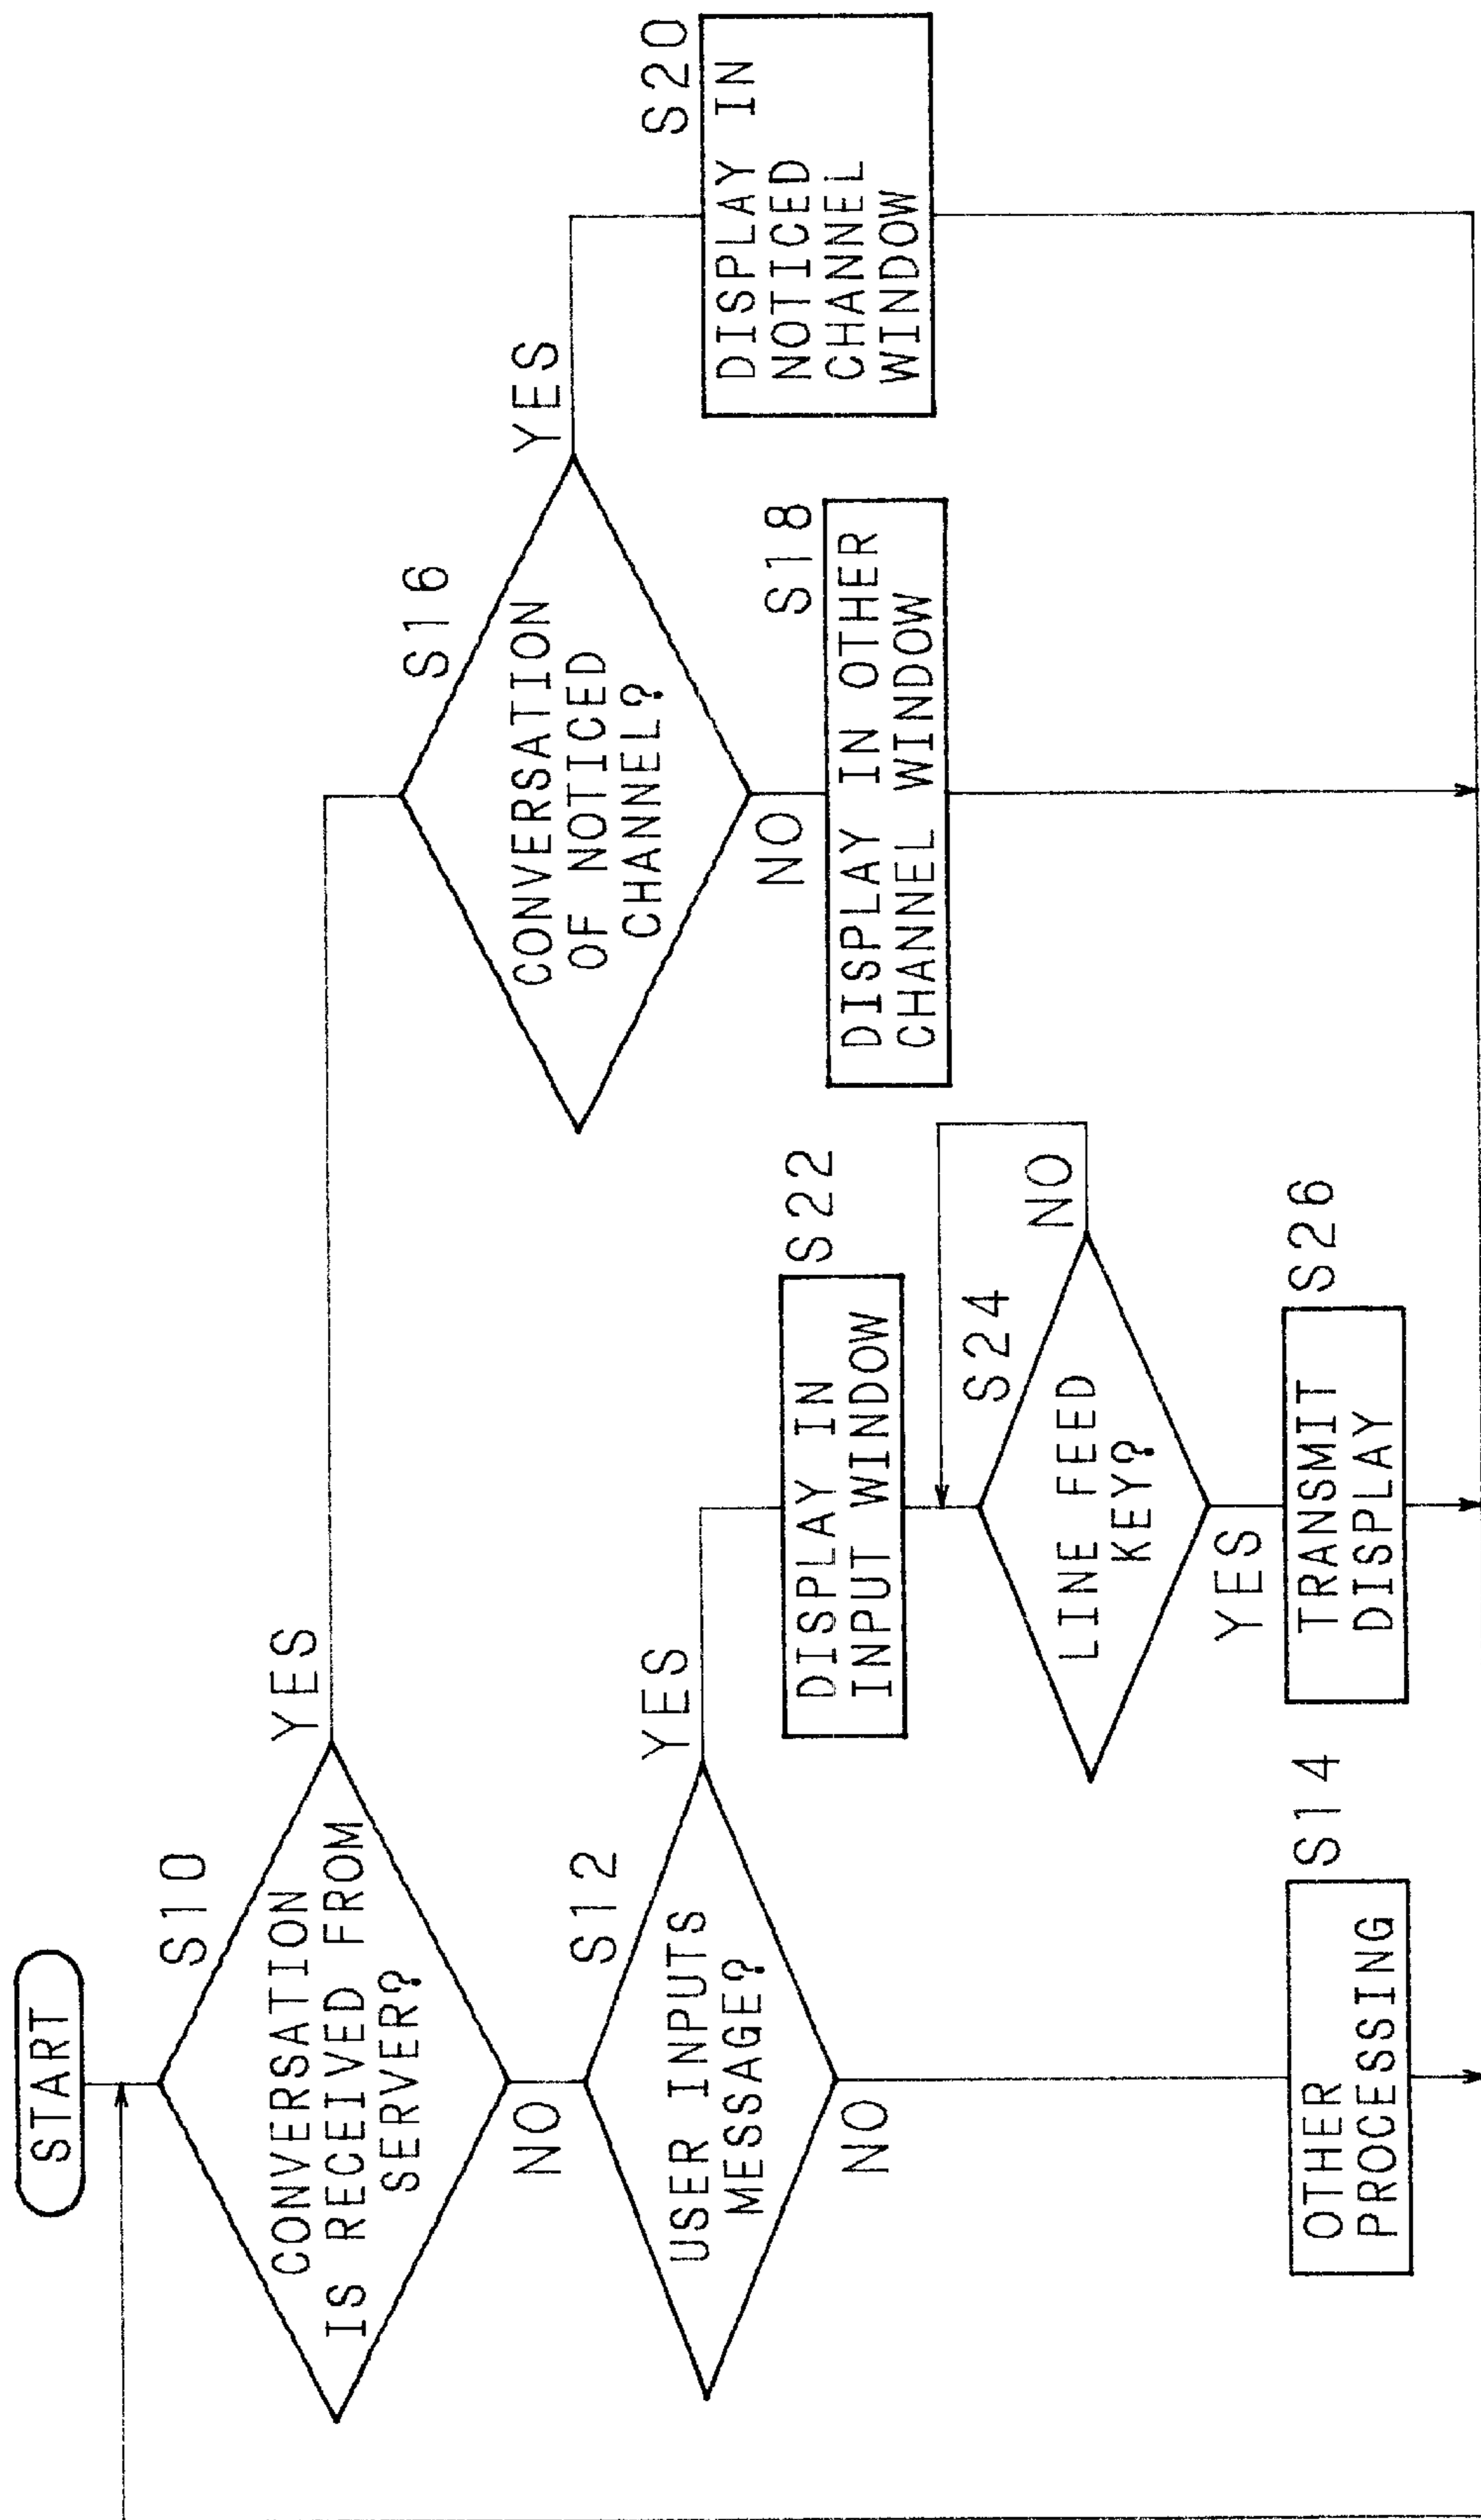 START
S10
CONVERSATION
IS RECEIVED FROM
SERVER?
YES
NO
S12
USER INPUTS
MESSAGE?
YES
NO
S14
OTHER
PROCESSING
S16
CONVERSATION
OF NOTICED
CHANNEL?
YES
NO
S18
DISPLAY IN OTHER
CHANNEL WINDOW
S20
DISPLAY IN
NOTICED
CHANNEL
WINDOW
S22
DISPLAY IN
INPUT WINDOW
S24
LINE FEED
KEY?
NO
YES
S26
TRANSMIT
DISPLAY